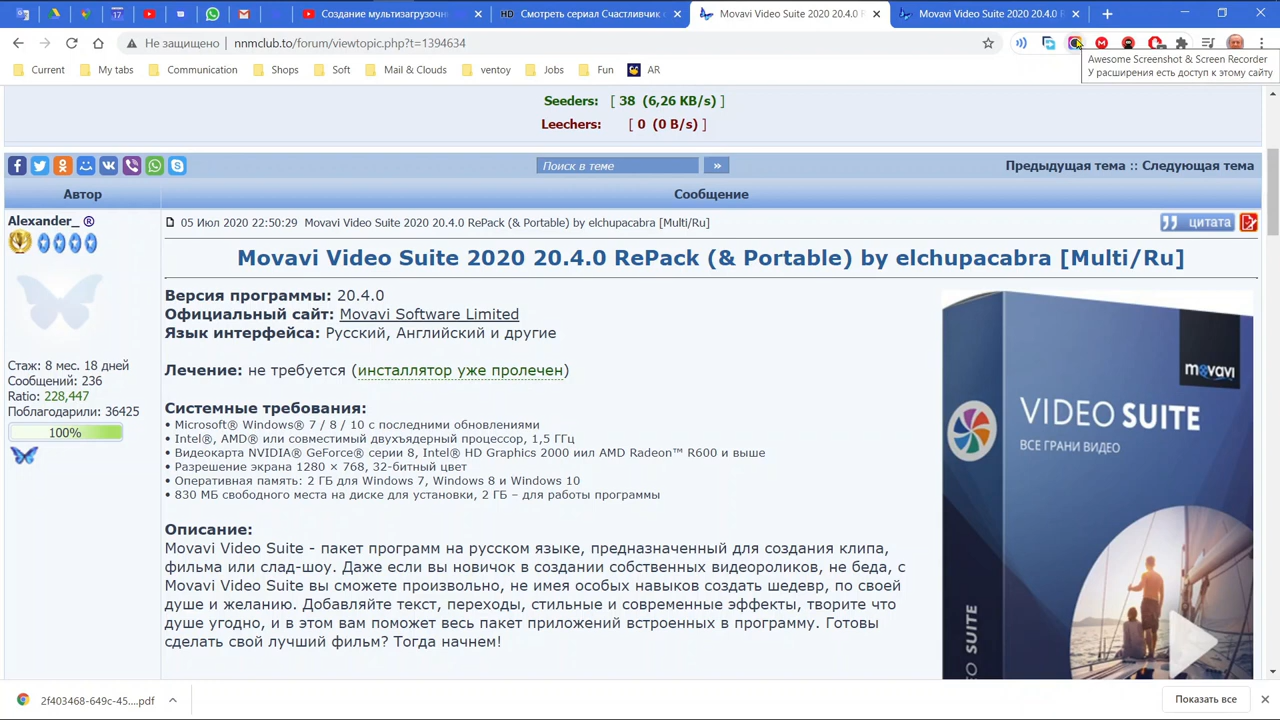 Создание мультизагрузочн
Смотреть сериал Счастливчик
Movavi Video Suite 2020 20.4.0
Movavi Video Suite 2020 20.4.0
Не защищено
nnmclub.to/forum/viewtopic.php?t=1394634
Awesome Screenshot & Screen Recorder
У расширения есть доступ к этому сайту
Current
My tabs
Communication
Shops
Soft
Mail & Clouds
ventoy
Jobs
Fun
AR
Seeders: [ 38 (6,26 KB/s) ]
Leechers: [ 0 (0 B/s) ]
Поиск в теме
»
Предыдущая тема :: Следующая тема
Автор
Сообщение
Alexander_ ®
05 Июл 2020 22:50:29 Movavi Video Suite 2020 20.4.0 RePack (& Portable) by elchupacabra [Multi/Ru]
цитата
Movavi Video Suite 2020 20.4.0 RePack (& Portable) by elchupacabra [Multi/Ru]
Версия программы: 20.4.0
Официальный сайт: Movavi Software Limited
Язык интерфейса: Русский, Английский и другие
Стаж: 8 мес. 18 дней
Сообщений: 236
Ratio: 228,447
Поблагодарили: 36425
100%
Лечение: не требуется (инсталлятор уже пролечен)
Системные требования:
• Microsoft® Windows® 7 / 8 / 10 с последними обновлениями
• Intel®, AMD® или совместимый двухъядерный процессор, 1,5 ГГц
• Видеокарта NVIDIA® GeForce® серии 8, Intel® HD Graphics 2000 иил AMD Radeon™ R600 и выше
• Разрешение экрана 1280 × 768, 32-битный цвет
• Оперативная память: 2 ГБ для Windows 7, Windows 8 и Windows 10
• 830 МБ свободного места на диске для установки, 2 ГБ – для работы программы
Описание:
Movavi Video Suite - пакет программ на русском языке, предназначенный для создания клипа,
фильма или слад-шоу. Даже если вы новичок в создании собственных видеороликов, не беда, с
Movavi Video Suite вы сможете произвольно, не имея особых навыков создать шедевр, по своей
душе и желанию. Добавляйте текст, переходы, стильные и современные эффекты, творите что
душе угодно, и в этом вам поможет весь пакет приложений встроенных в программу. Готовы
сделать свой лучший фильм? Тогда начнем!
movavi
VIDEO SUITE
ВСЕ ГРАНИ ВИДЕО
SUITE
2f403468-649c-45....pdf
Показать все